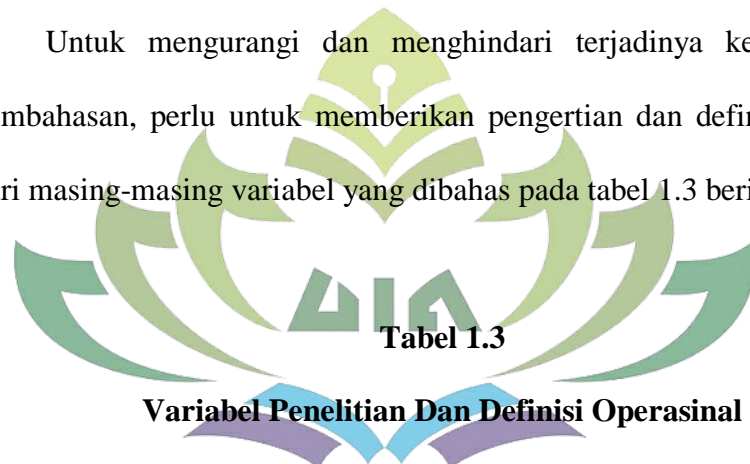 Untuk mengurangi dan menghindari terjadinya ke
mbahasan, perlu untuk memberikan pengertian dan defin
ri masing-masing variabel yang dibahas pada tabel 1.3 beri
UIN
Tabel 1.3
Variabel Penelitian Dan Definisi Operasinal